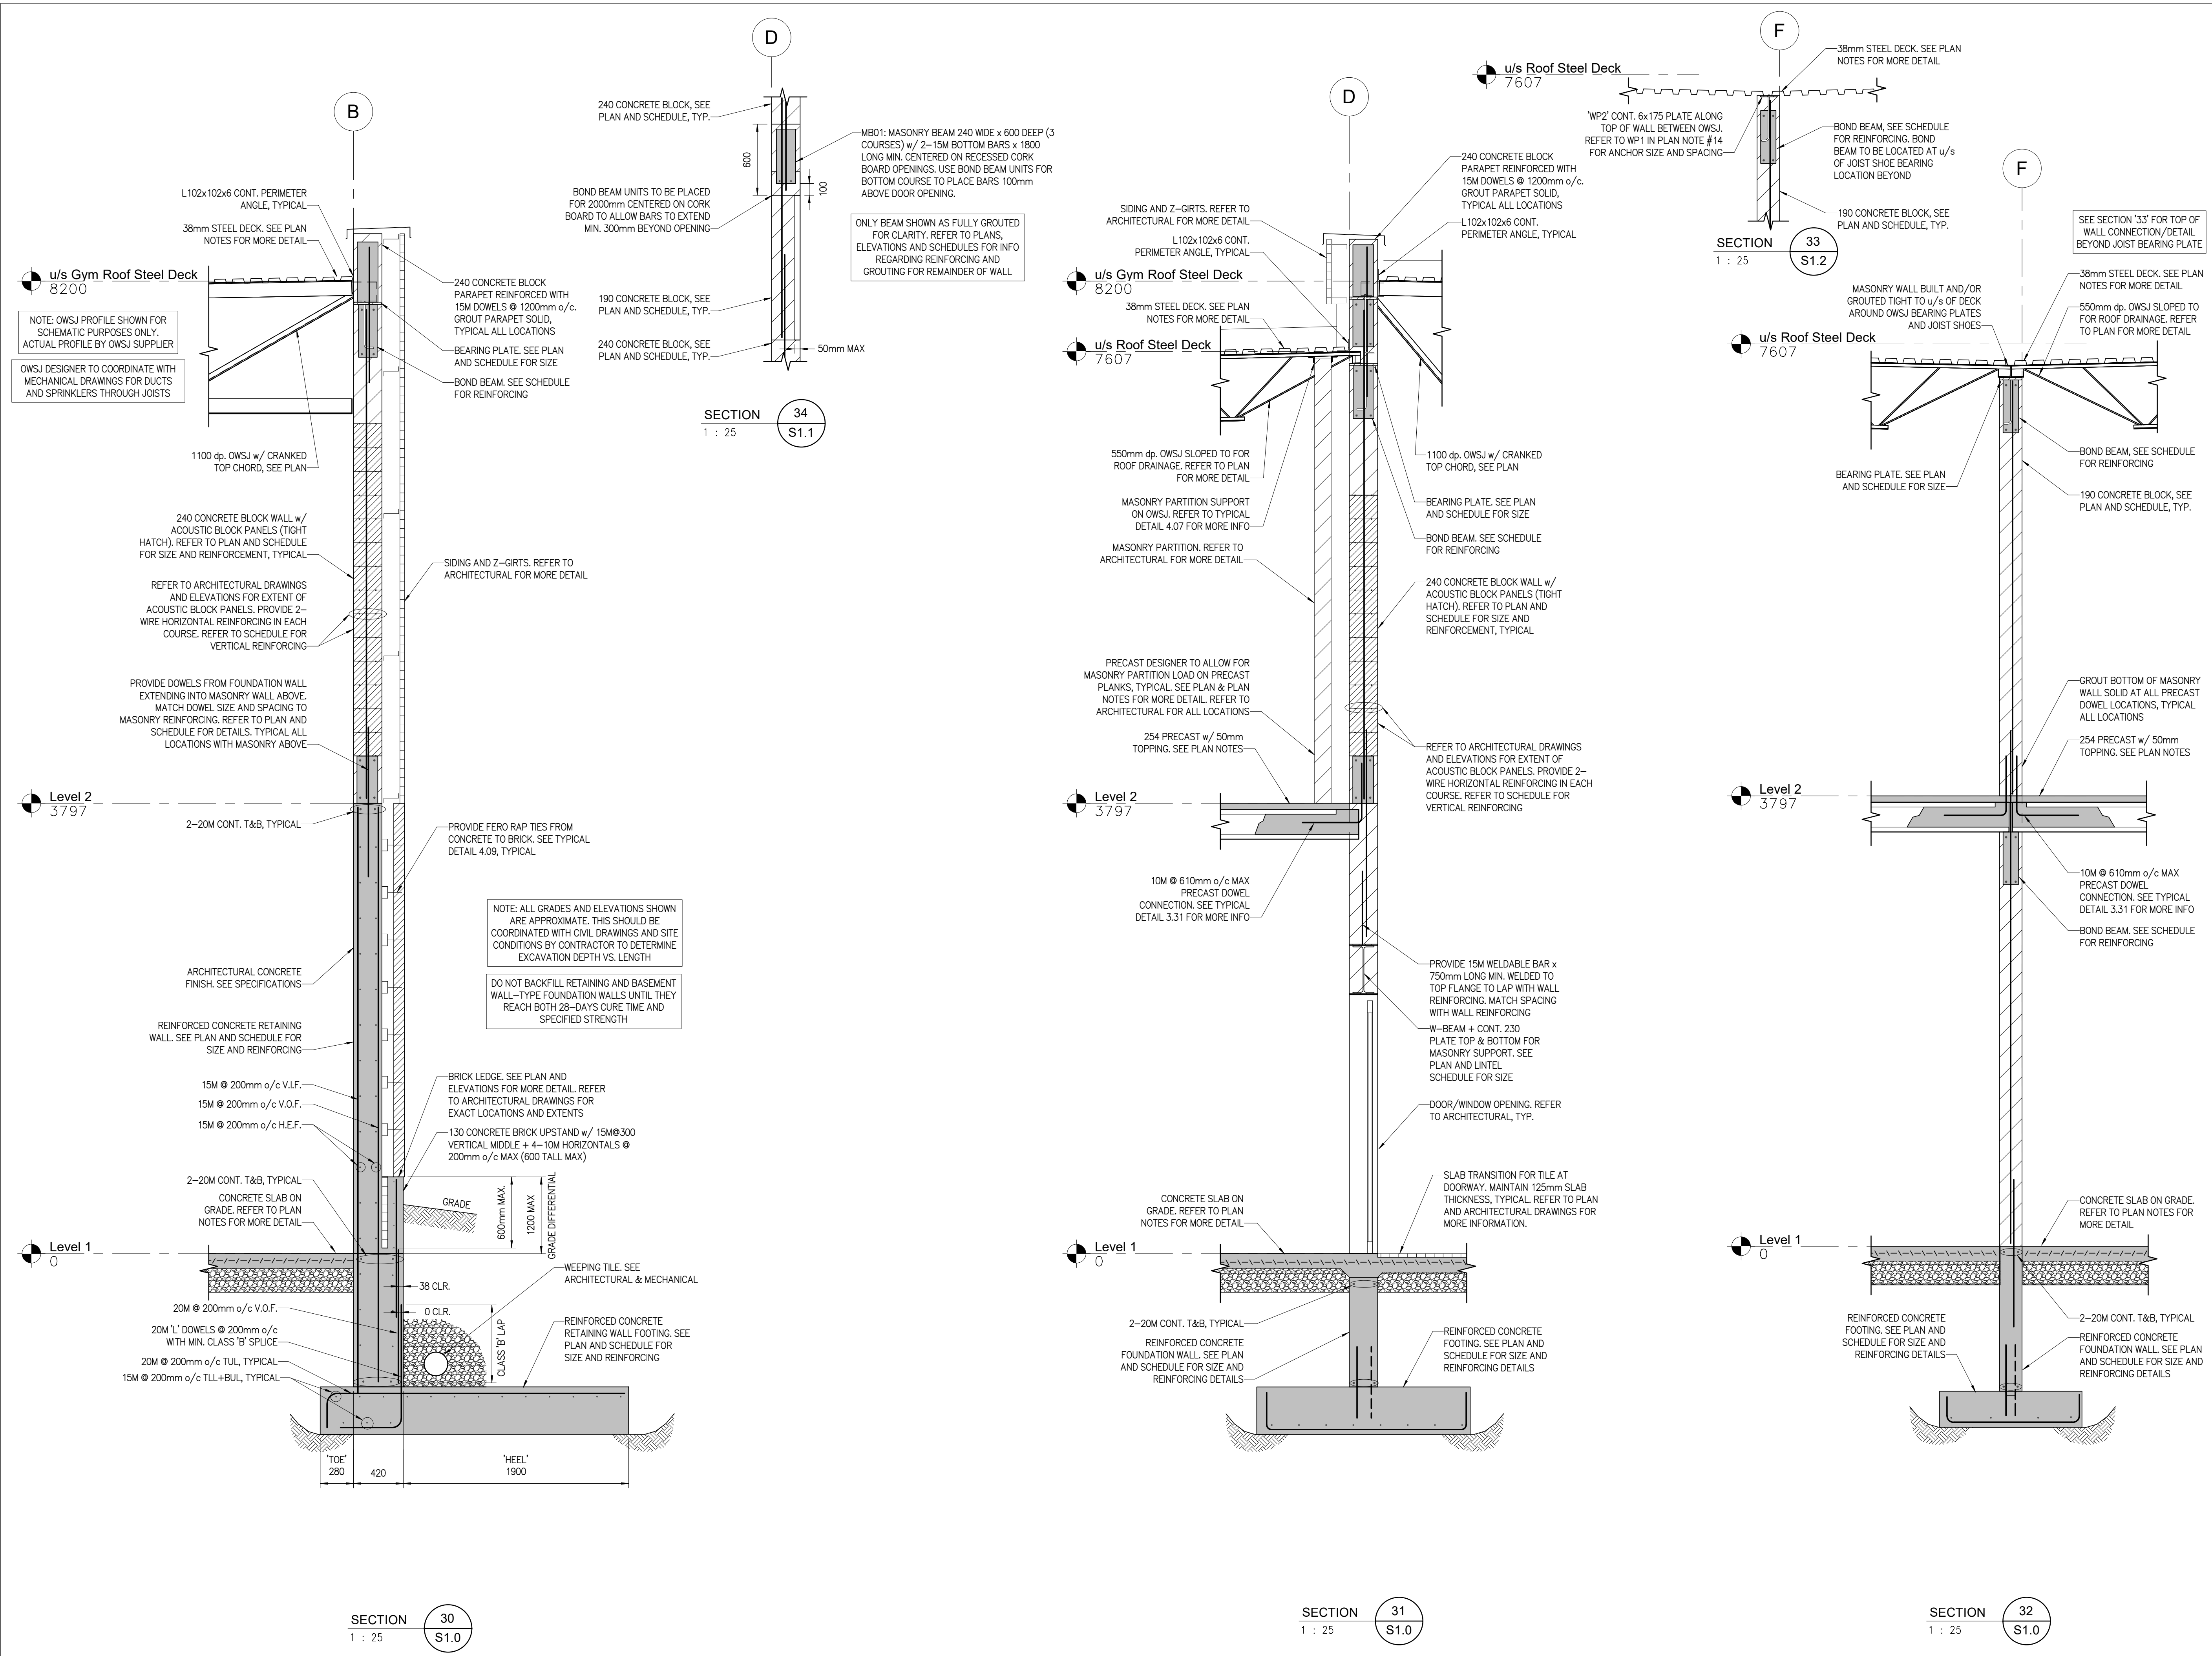 B
L102x102x6 CONT. PERIMETER
ANGLE, TYPICAL
38mm STEEL DECK. SEE PLAN
NOTES FOR MORE DETAIL
u/s Gym Roof Steel Deck
8200
NOTE: OWSJ PROFILE SHOWN FOR
SCHEMATIC PURPOSES ONLY.
ACTUAL PROFILE BY OWSJ SUPPLIER
OWSJ DESIGNER TO COORDINATE WITH
MECHANICAL DRAWINGS FOR DUCTS
AND SPRINKLERS THROUGH JOISTS
240 CONCRETE BLOCK
PARAPET REINFORCED WITH
15M DOWELS @ 1200mm o/c.
GROUT PARAPET SOLID,
TYPICAL ALL LOCATIONS
BEARING PLATE. SEE PLAN
AND SCHEDULE FOR SIZE
BOND BEAM. SEE SCHEDULE
FOR REINFORCING
1100 dp. OWSJ w/ CRANKED
TOP CHORD, SEE PLAN
240 CONCRETE BLOCK WALL w/
ACOUSTIC BLOCK PANELS (TIGHT
HATCH). REFER TO PLAN AND SCHEDULE
FOR SIZE AND REINFORCEMENT, TYPICAL
SIDING AND Z-GIRTS. REFER TO
ARCHITECTURAL FOR MORE DETAIL
REFER TO ARCHITECTURAL DRAWINGS
AND ELEVATIONS FOR EXTENT OF
ACOUSTIC BLOCK PANELS. PROVIDE 2-
WIRE HORIZONTAL REINFORCING IN EACH
COURSE. REFER TO SCHEDULE FOR
VERTICAL REINFORCING
PROVIDE DOWELS FROM FOUNDATION WALL
EXTENDING INTO MASONRY WALL ABOVE.
MATCH DOWEL SIZE AND SPACING TO
MASONRY REINFORCING. REFER TO PLAN AND
SCHEDULE FOR DETAILS. TYPICAL ALL
LOCATIONS WITH MASONRY ABOVE
Level 2
3797
2-20M CONT. T&B, TYPICAL
PROVIDE FERO RAP TIES FROM
CONCRETE TO BRICK. SEE TYPICAL
DETAIL 4.09, TYPICAL
NOTE: ALL GRADES AND ELEVATIONS SHOWN
ARE APPROXIMATE. THIS SHOULD BE
COORDINATED WITH CIVIL DRAWINGS AND SITE
CONDITIONS BY CONTRACTOR TO DETERMINE
EXCAVATION DEPTH VS. LENGTH
DO NOT BACKFILL RETAINING AND BASEMENT
WALL-TYPE FOUNDATION WALLS UNTIL THEY
REACH BOTH 28-DAYS CURE TIME AND
SPECIFIED STRENGTH
ARCHITECTURAL CONCRETE
FINISH. SEE SPECIFICATIONS
REINFORCED CONCRETE RETAINING
WALL. SEE PLAN AND SCHEDULE FOR
SIZE AND REINFORCING
15M @ 200mm o/c V.I.F.
15M @ 200mm o/c V.O.F.
15M @ 200mm o/c H.E.F.
BRICK LEDGE. SEE PLAN AND
ELEVATIONS FOR MORE DETAIL. REFER
TO ARCHITECTURAL DRAWINGS FOR
EXACT LOCATIONS AND EXTENTS
130 CONCRETE BRICK UPSTAND w/ 15M@300
VERTICAL MIDDLE + 4-10M HORIZONTALS @
200mm o/c MAX (600 TALL MAX)
2-20M CONT. T&B, TYPICAL
CONCRETE SLAB ON
GRADE. REFER TO PLAN
NOTES FOR MORE DETAIL
GRADE
600mm MAX.
1200 MAX
GRADE DIFFERENTIAL
Level 1
0
WEEPING TILE. SEE
ARCHITECTURAL & MECHANICAL
38 CLR.
0 CLR.
CLASS 'B' LAP
20M @ 200mm o/c V.O.F.
20M 'L' DOWELS @ 200mm o/c
WITH MIN. CLASS 'B' SPLICE
20M @ 200mm o/c TUL, TYPICAL
15M @ 200mm o/c TLL+BUL, TYPICAL
REINFORCED CONCRETE
RETAINING WALL FOOTING. SEE
PLAN AND SCHEDULE FOR
SIZE AND REINFORCING
'TOE'
280
420
'HEEL'
1900
SECTION
1 : 25
30
S1.0
D
240 CONCRETE BLOCK, SEE
PLAN AND SCHEDULE, TYP.
600
100
MB01: MASONRY BEAM 240 WIDE x 600 DEEP (3
COURSES) w/ 2-15M BOTTOM BARS x 1800
LONG MIN. CENTERED ON RECESSED CORK
BOARD OPENINGS. USE BOND BEAM UNITS FOR
BOTTOM COURSE TO PLACE BARS 100mm
ABOVE DOOR OPENING.
BOND BEAM UNITS TO BE PLACED
FOR 2000mm CENTERED ON CORK
BOARD TO ALLOW BARS TO EXTEND
MIN. 300mm BEYOND OPENING
ONLY BEAM SHOWN AS FULLY GROUTED
FOR CLARITY. REFER TO PLANS,
ELEVATIONS AND SCHEDULES FOR INFO
REGARDING REINFORCING AND
GROUTING FOR REMAINDER OF WALL
190 CONCRETE BLOCK, SEE
PLAN AND SCHEDULE, TYP.
240 CONCRETE BLOCK, SEE
PLAN AND SCHEDULE, TYP.
50mm MAX
SECTION
1 : 25
34
S1.1
D
SIDING AND Z-GIRTS. REFER TO
ARCHITECTURAL FOR MORE DETAIL
L102x102x6 CONT.
PERIMETER ANGLE, TYPICAL
u/s Gym Roof Steel Deck
8200
38mm STEEL DECK. SEE PLAN
NOTES FOR MORE DETAIL
u/s Roof Steel Deck
7607
240 CONCRETE BLOCK
PARAPET REINFORCED WITH
15M DOWELS @ 1200mm o/c.
GROUT PARAPET SOLID,
TYPICAL ALL LOCATIONS
L102x102x6 CONT.
PERIMETER ANGLE, TYPICAL
550mm dp. OWSJ SLOPED TO FOR
ROOF DRAINAGE. REFER TO PLAN
FOR MORE DETAIL
1100 dp. OWSJ w/ CRANKED
TOP CHORD, SEE PLAN
MASONRY PARTITION SUPPORT
ON OWSJ. REFER TO TYPICAL
DETAIL 4.07 FOR MORE INFO
BEARING PLATE. SEE PLAN
AND SCHEDULE FOR SIZE
MASONRY PARTITION. REFER TO
ARCHITECTURAL FOR MORE DETAIL
BOND BEAM. SEE SCHEDULE
FOR REINFORCING
240 CONCRETE BLOCK WALL w/
ACOUSTIC BLOCK PANELS (TIGHT
HATCH). REFER TO PLAN AND
SCHEDULE FOR SIZE AND
REINFORCEMENT, TYPICAL
PRECAST DESIGNER TO ALLOW FOR
MASONRY PARTITION LOAD ON PRECAST
PLANKS, TYPICAL. SEE PLAN & PLAN
NOTES FOR MORE DETAIL. REFER TO
ARCHITECTURAL FOR ALL LOCATIONS
254 PRECAST w/ 50mm
TOPPING. SEE PLAN NOTES
REFER TO ARCHITECTURAL DRAWINGS
AND ELEVATIONS FOR EXTENT OF
ACOUSTIC BLOCK PANELS. PROVIDE 2-
WIRE HORIZONTAL REINFORCING IN EACH
COURSE. REFER TO SCHEDULE FOR
VERTICAL REINFORCING
Level 2
3797
10M @ 610mm o/c MAX
PRECAST DOWEL
CONNECTION. SEE TYPICAL
DETAIL 3.31 FOR MORE INFO
PROVIDE 15M WELDABLE BAR x
750mm LONG MIN. WELDED TO
TOP FLANGE TO LAP WITH WALL
REINFORCING. MATCH SPACING
WITH WALL REINFORCING
W-BEAM + CONT. 230
PLATE TOP & BOTTOM FOR
MASONRY SUPPORT. SEE
PLAN AND LINTEL
SCHEDULE FOR SIZE
DOOR/WINDOW OPENING. REFER
TO ARCHITECTURAL, TYP.
CONCRETE SLAB ON
GRADE. REFER TO PLAN
NOTES FOR MORE DETAIL
SLAB TRANSITION FOR TILE AT
DOORWAY. MAINTAIN 125mm SLAB
THICKNESS, TYPICAL. REFER TO PLAN
AND ARCHITECTURAL DRAWINGS FOR
MORE INFORMATION.
Level 1
0
2-20M CONT. T&B, TYPICAL
REINFORCED CONCRETE
FOUNDATION WALL. SEE PLAN
AND SCHEDULE FOR SIZE AND
REINFORCING DETAILS
REINFORCED CONCRETE
FOOTING. SEE PLAN AND
SCHEDULE FOR SIZE AND
REINFORCING DETAILS
SECTION
1 : 25
31
S1.0
F
u/s Roof Steel Deck
7607
38mm STEEL DECK. SEE PLAN
NOTES FOR MORE DETAIL
'WP2' CONT. 6x175 PLATE ALONG
TOP OF WALL BETWEEN OWSJ.
REFER TO WP1 IN PLAN NOTE #14
FOR ANCHOR SIZE AND SPACING
BOND BEAM, SEE SCHEDULE
FOR REINFORCING. BOND
BEAM TO BE LOCATED AT u/s
OF JOIST SHOE BEARING
LOCATION BEYOND
190 CONCRETE BLOCK, SEE
PLAN AND SCHEDULE, TYP.
SECTION
1 : 25
33
S1.2
F
SEE SECTION '33' FOR TOP OF
WALL CONNECTION/DETAIL
BEYOND JOIST BEARING PLATE
MASONRY WALL BUILT AND/OR
GROUTED TIGHT TO u/s OF DECK
AROUND OWSJ BEARING PLATES
AND JOIST SHOES
38mm STEEL DECK. SEE PLAN
NOTES FOR MORE DETAIL
550mm dp. OWSJ SLOPED TO
FOR ROOF DRAINAGE. REFER
TO PLAN FOR MORE DETAIL
u/s Roof Steel Deck
7607
BEARING PLATE. SEE PLAN
AND SCHEDULE FOR SIZE
BOND BEAM, SEE SCHEDULE
FOR REINFORCING
190 CONCRETE BLOCK, SEE
PLAN AND SCHEDULE, TYP.
GROUT BOTTOM OF MASONRY
WALL SOLID AT ALL PRECAST
DOWEL LOCATIONS, TYPICAL
ALL LOCATIONS
254 PRECAST w/ 50mm
TOPPING. SEE PLAN NOTES
Level 2
3797
10M @ 610mm o/c MAX
PRECAST DOWEL
CONNECTION. SEE TYPICAL
DETAIL 3.31 FOR MORE INFO
BOND BEAM. SEE SCHEDULE
FOR REINFORCING
CONCRETE SLAB ON GRADE.
REFER TO PLAN NOTES FOR
MORE DETAIL
Level 1
0
REINFORCED CONCRETE
FOOTING. SEE PLAN AND
SCHEDULE FOR SIZE AND
REINFORCING DETAILS
2-20M CONT. T&B, TYPICAL
REINFORCED CONCRETE
FOUNDATION WALL. SEE PLAN
AND SCHEDULE FOR SIZE AND
REINFORCING DETAILS
SECTION
1 : 25
32
S1.0